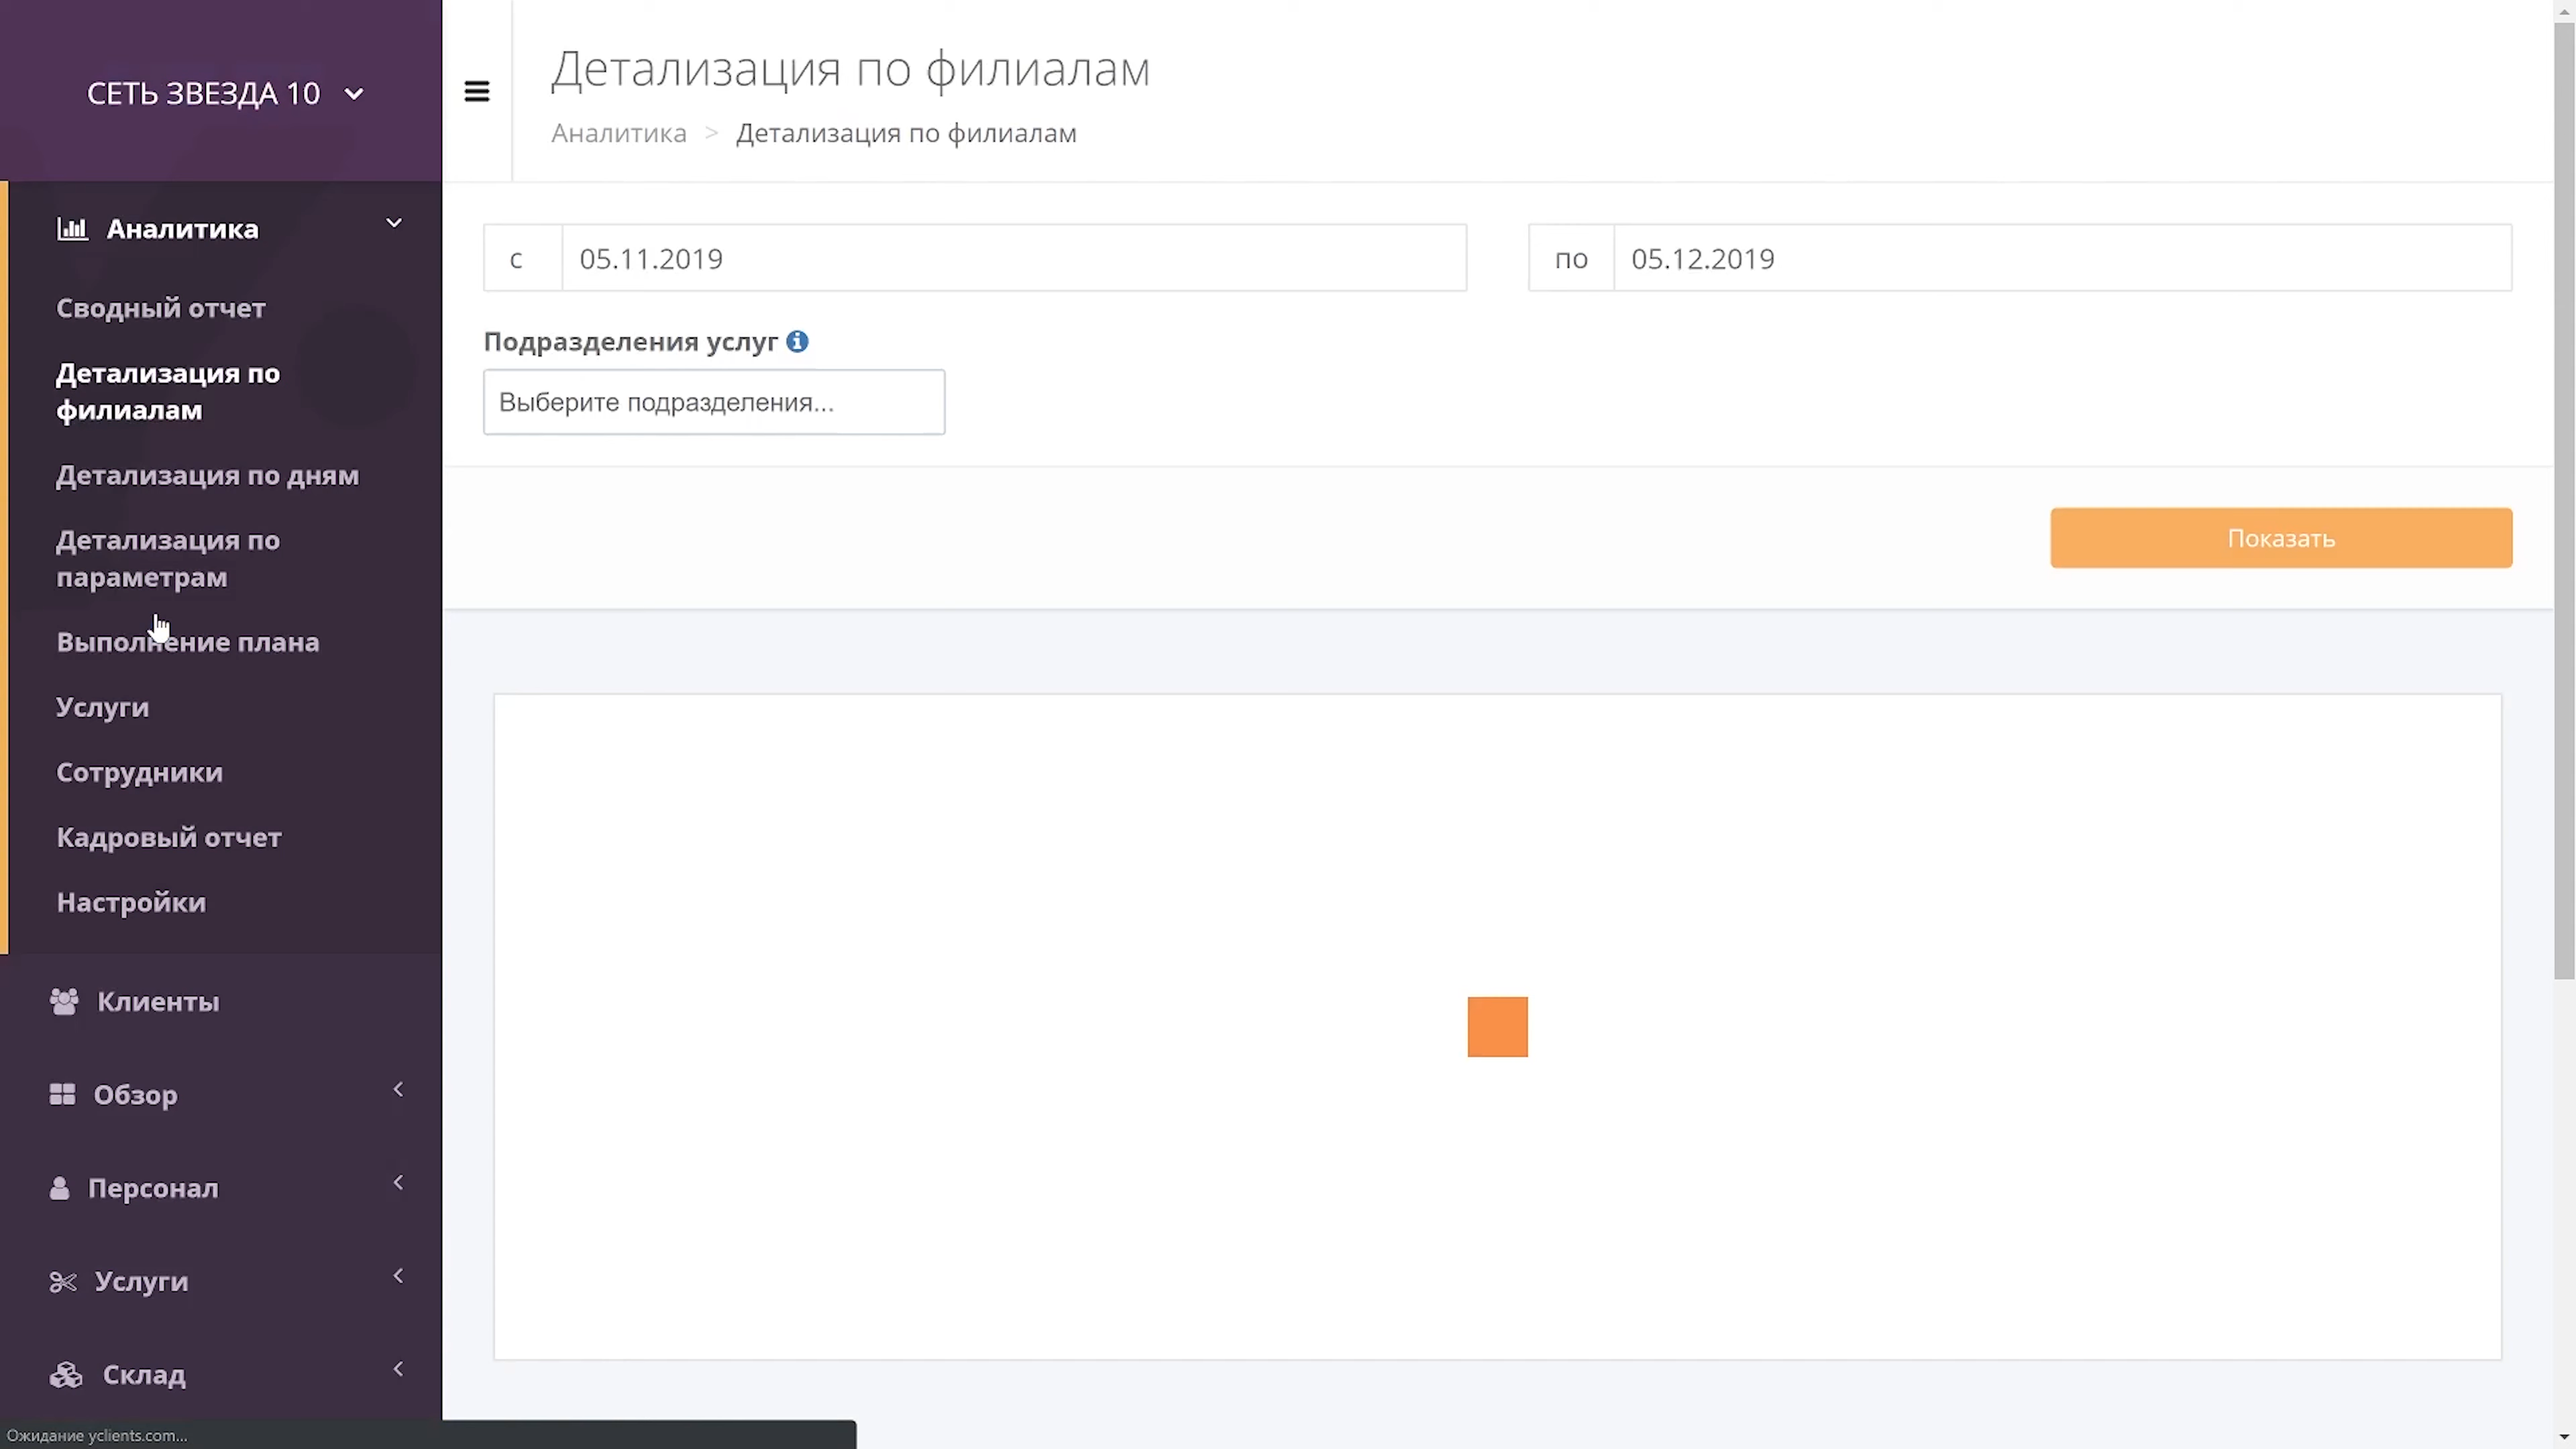 СЕТЬ ЗВЕЗДА 10
Аналитика
Сводный отчет
Детализация по
филиалам
Детализация по дням
Детализация по
параметрам
Выполнение плана
Услуги
Сотрудники
Кадровый отчет
Настройки
Клиенты
Обзор
Персонал
Услуги
Склад
Ожидание yclients.com...
Детализация по филиалам
Аналитика > Детализация по филиалам
с 05.11.2019 по 05.12.2019
Подразделения услуг
Выберите подразделения...
Показать